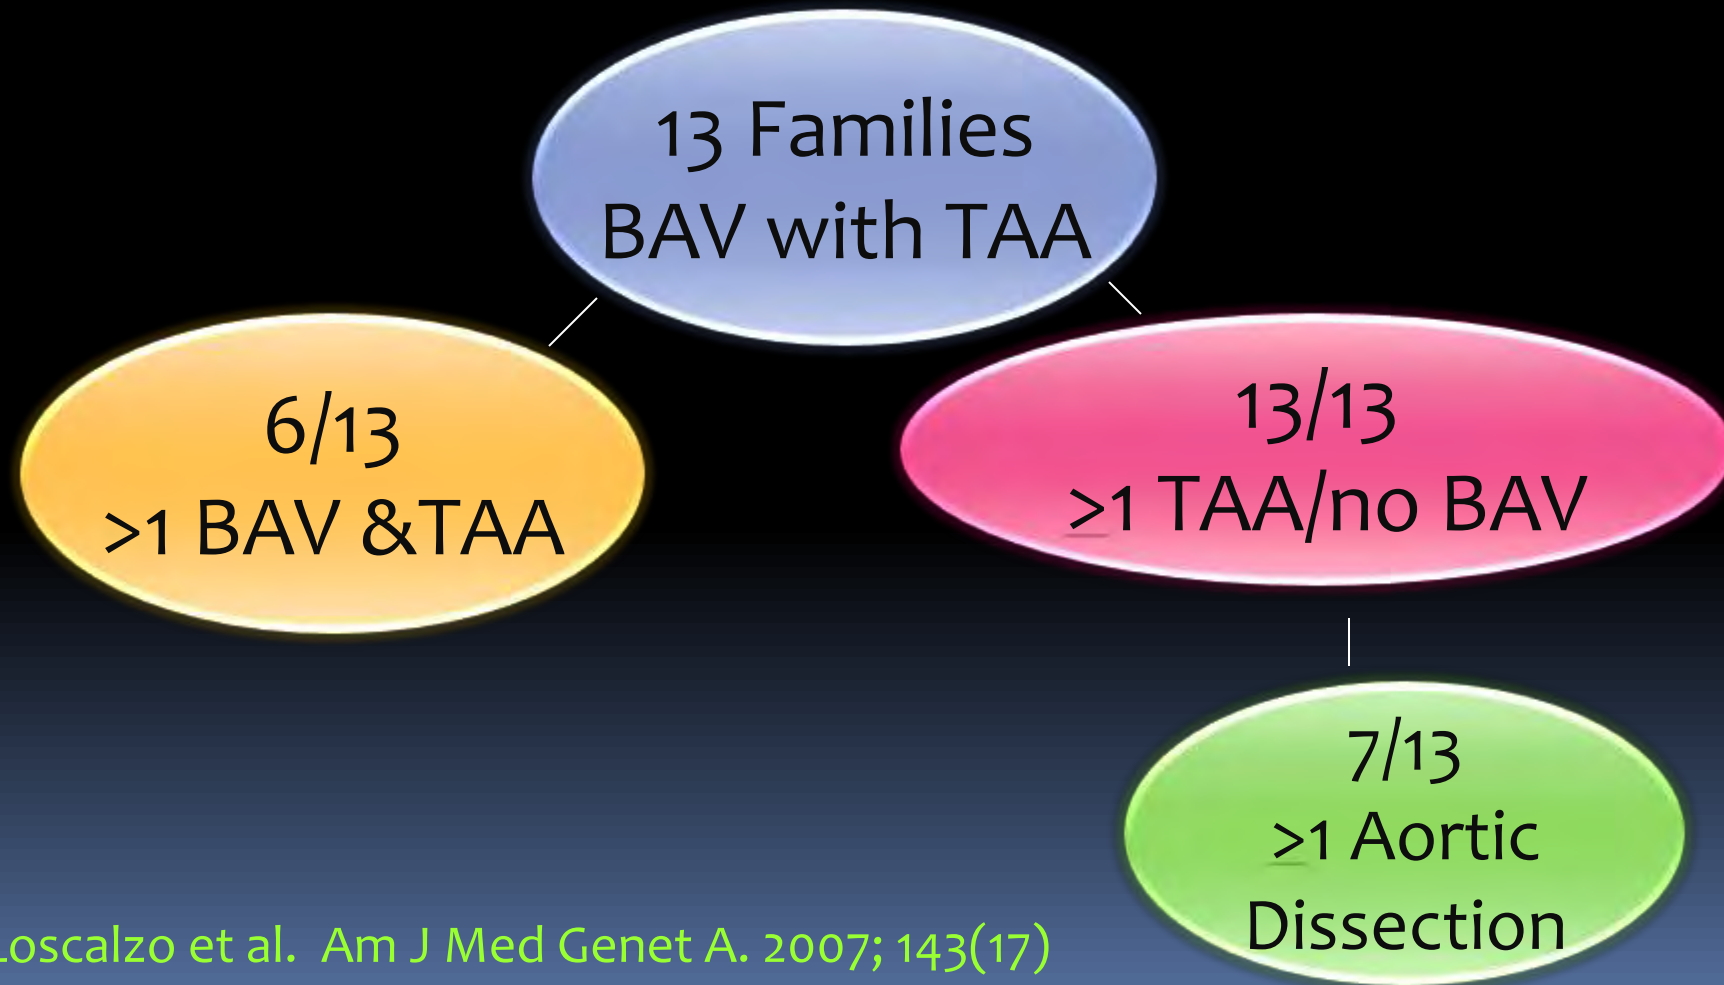 13 Families
BAV with TAA
6/13
>1 BAV &TAA
13/13
≥1 TAA/no BAV
7/13
≥1 Aortic
Dissection
Loscalzo et al.  Am J Med Genet A. 2007; 143(17)